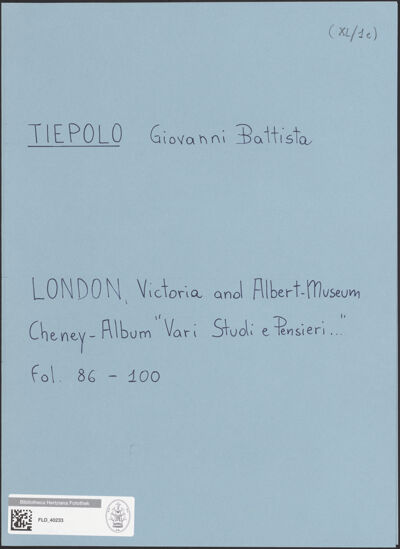 (XL/1e)
TIEPOLO Giovanni Battista
LONDON, Victoria and Albert-Museum
Cheney-Album "Vari Studi e Pensieri..."
Fol. 86 - 100
Bibliotheca Hertziana Fotothek
FLD_40233